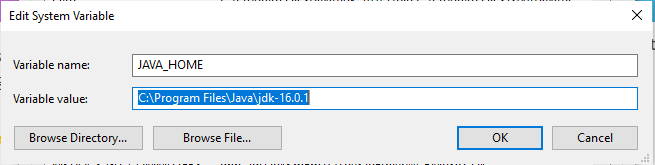 Edit System Variable
Variable name: JAVA_HOME
Variable value: C:\Program Files\Java\jdk-16.0.1
Browse Directory... Browse File... OK Cancel